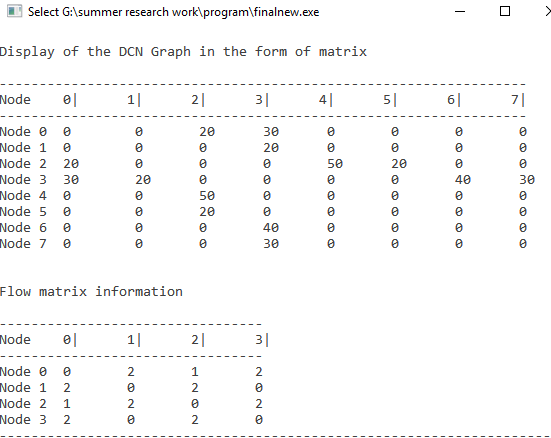 Select G:\summer research work\program\finalnew.exe
Display of the DCN Graph in the form of matrix
--------------------------------------------------------------------
Node    0|      1|      2|      3|      4|      5|      6|      7|
--------------------------------------------------------------------
Node 0  0       0       20      30      0       0       0       0
Node 1  0       0       0       20      0       0       0       0
Node 2  20      0       0       0       50      20      0       0
Node 3  30      20      0       0       0       0       40      30
Node 4  0       0       50      0       0       0       0       0
Node 5  0       0       20      0       0       0       0       0
Node 6  0       0       0       40      0       0       0       0
Node 7  0       0       0       30      0       0       0       0
Flow matrix information
---------------------------------
Node    0|      1|      2|      3|
---------------------------------
Node 0  0       2       1       2
Node 1  2       0       2       0
Node 2  1       2       0       2
Node 3  2       0       2       0
----------------------------------------------------------------------